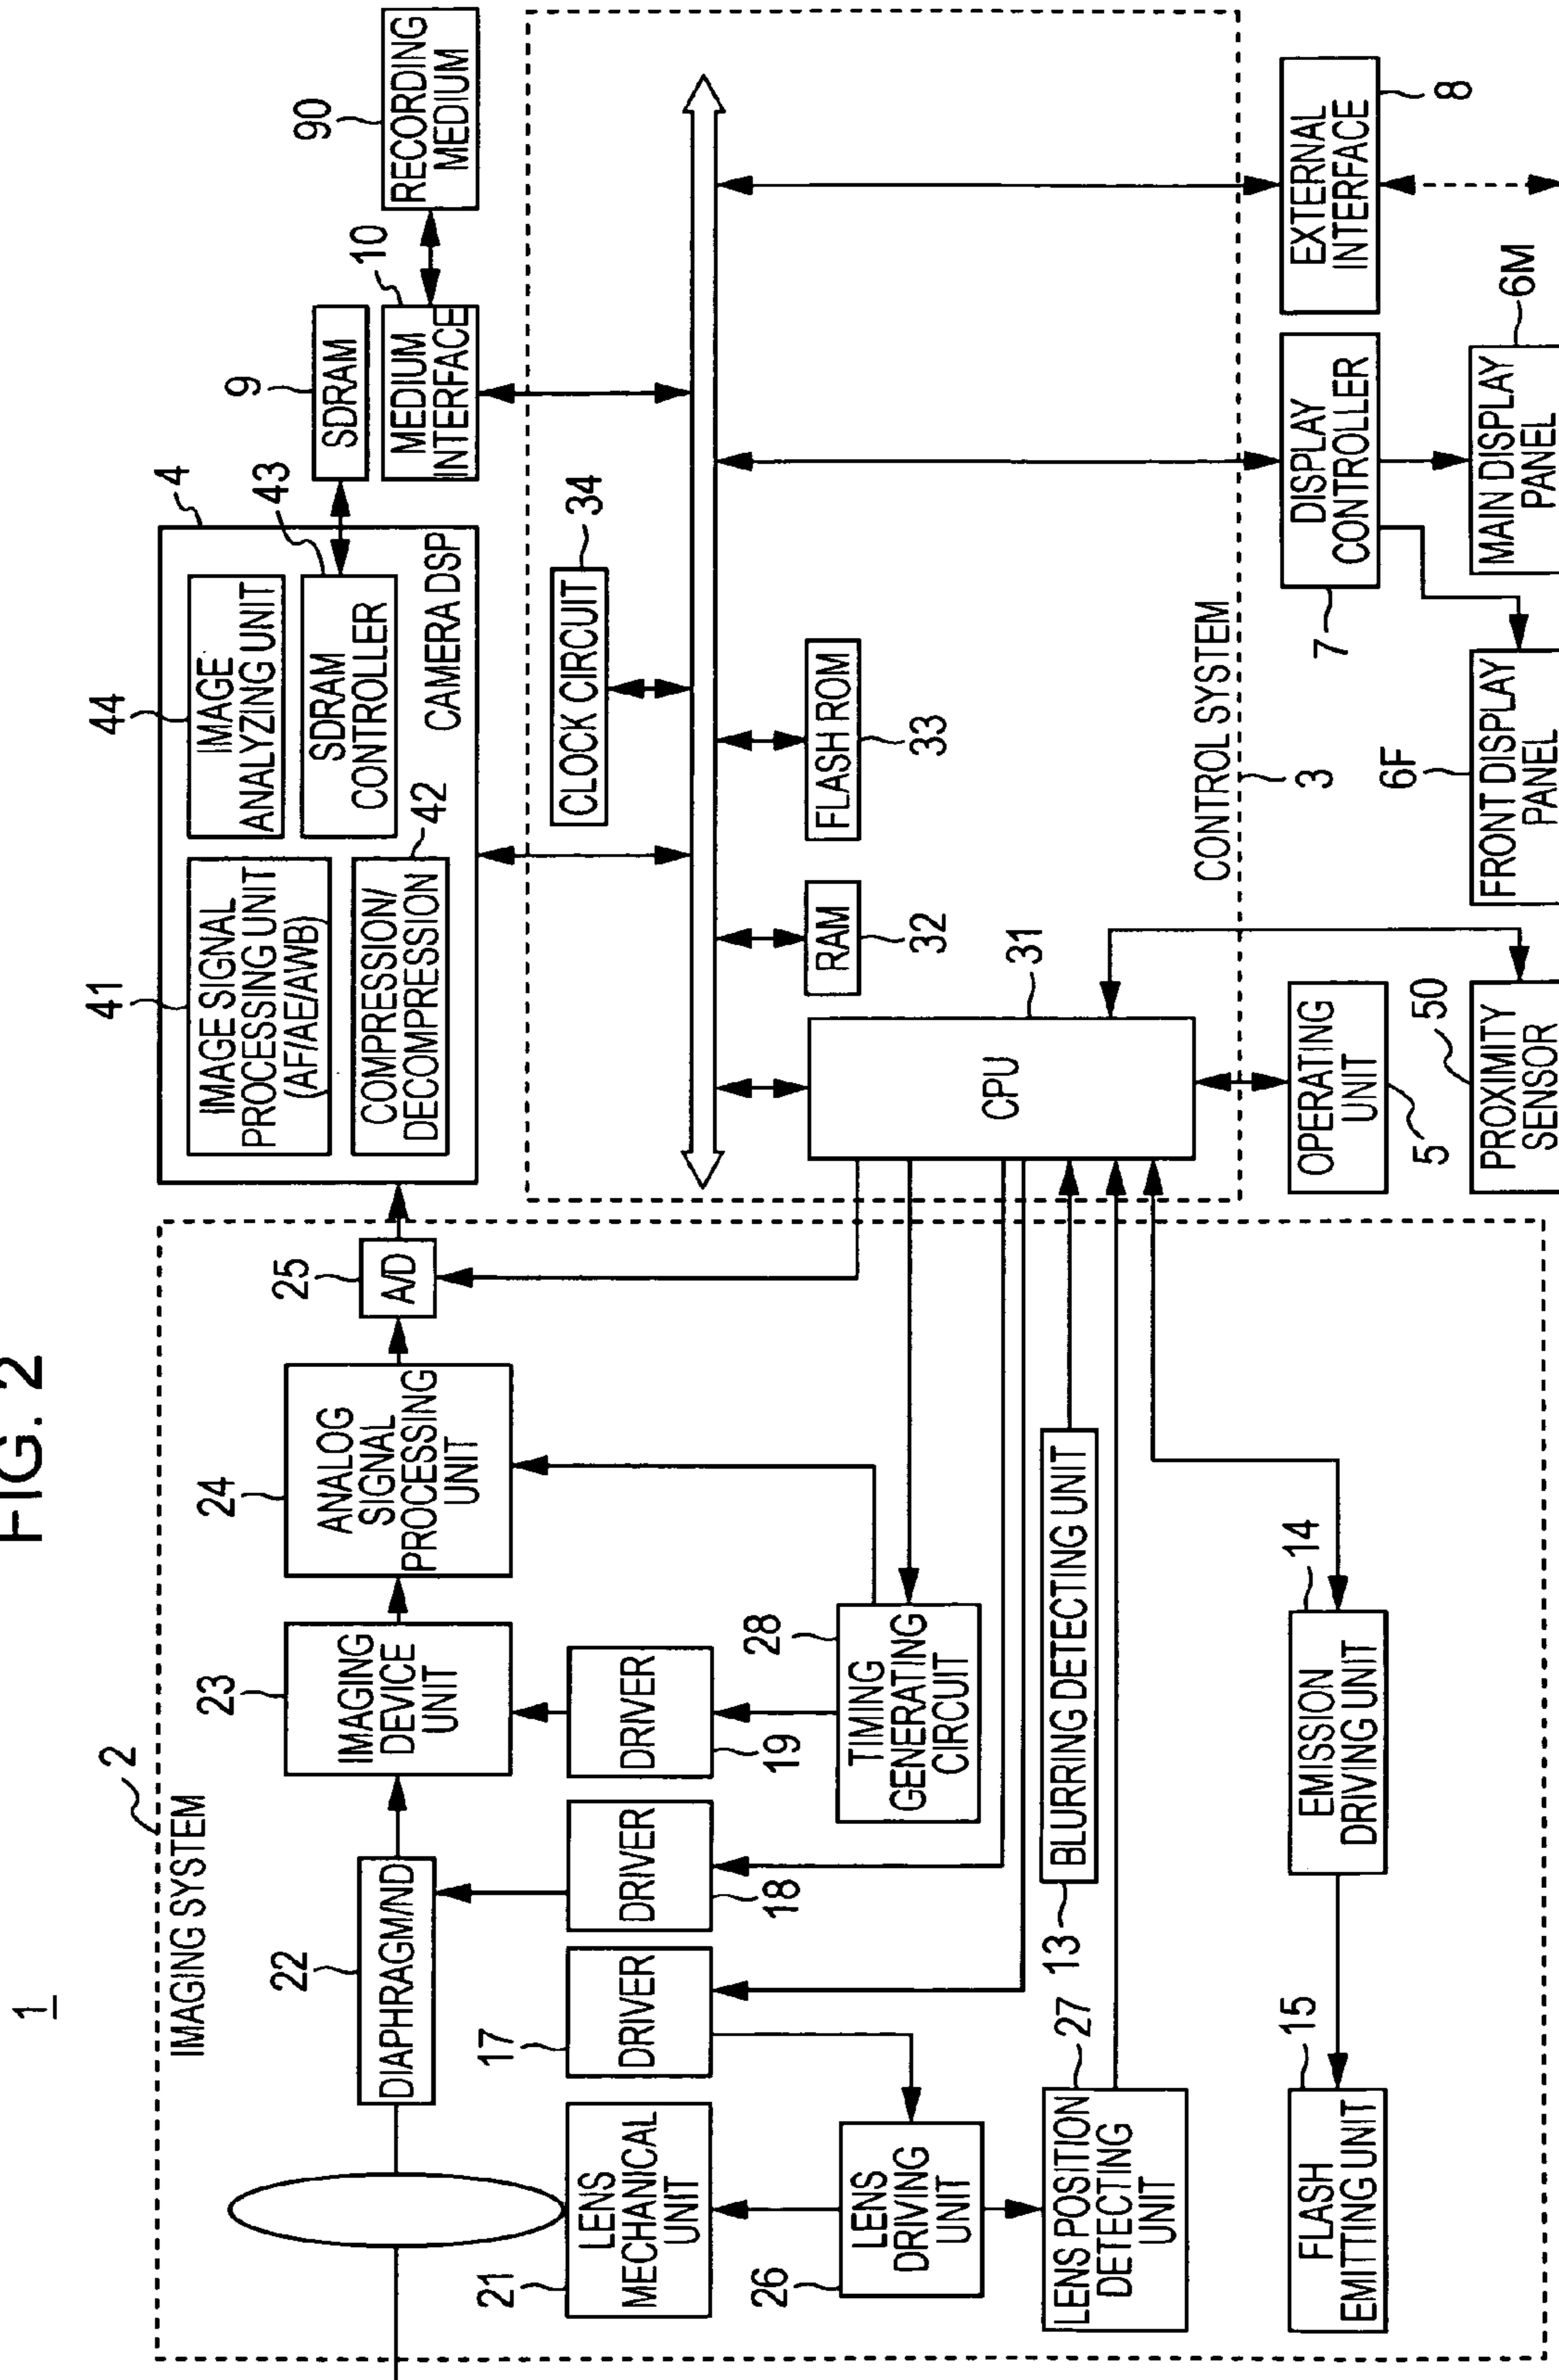 FIG. 2
1
2
IMAGING SYSTEM
22
DIAPHRAGM/ND
23
IMAGING
DEVICE
UNIT
24
ANALOG
SIGNAL
PROCESSING
UNIT
25
A/D
21
LENS
MECHANICAL
UNIT
17
DRIVER
DRIVER
18
DRIVER
19
26
LENS
DRIVING
UNIT
28
TIMING
GENERATING
CIRCUIT
27
LENS POSITION
DETECTING
UNIT
13
BLURRING DETECTING UNIT
15
FLASH
EMITTING UNIT
14
EMISSION
DRIVING UNIT
4
41
IMAGE SIGNAL
PROCESSING UNIT
(AF/AE/AWB)
44
IMAGE
ANALYZING UNIT
COMPRESSION/
DECOMPRESSION
42
43
SDRAM
CONTROLLER
CAMERA DSP
9
SDRAM
10
MEDIUM
INTERFACE
90
RECORDING
MEDIUM
34
CLOCK CIRCUIT
RAM
32
FLASH ROM
33
31
CPU
CONTROL SYSTEM
3
OPERATING
UNIT
5
50
PROXIMITY
SENSOR
7
DISPLAY
CONTROLLER
EXTERNAL
INTERFACE
8
6F
FRONT DISPLAY
PANEL
6M
MAIN DISPLAY
PANEL